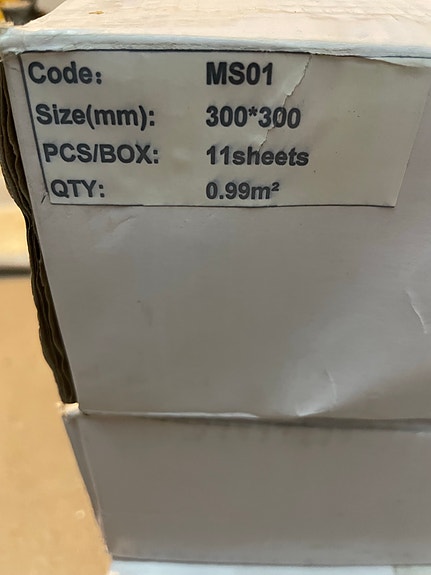 Code: MS01
Size(mm): 300*300
PCS/BOX: 11sheets
QTY: 0.99m²